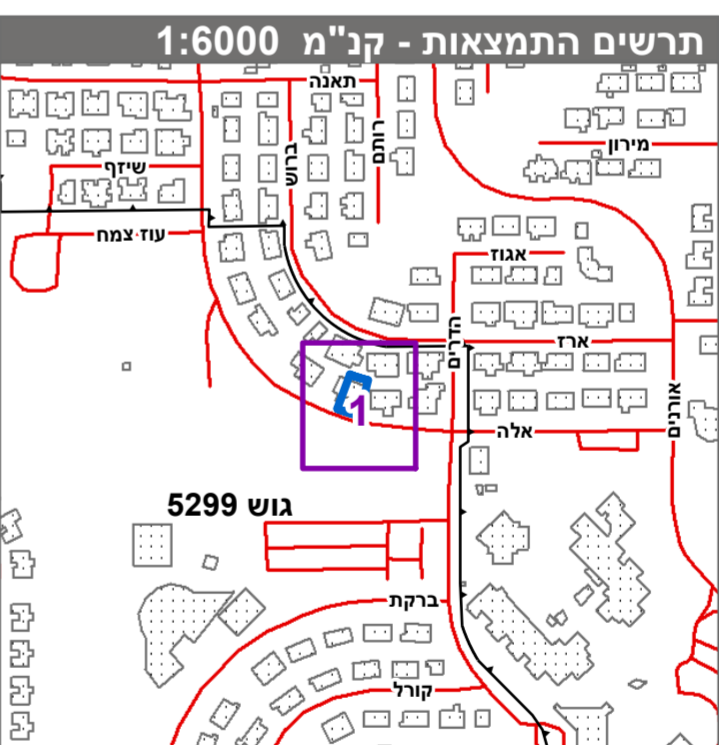 תרשים התמצאות - קנ"מ 1:6000
תאנה
רותם
ברוש
מירון
שיזף
עוז צמח
אגוז
הדרים
ארז
אורנים
1
אלה
גוש 5299
ברקת
קורל